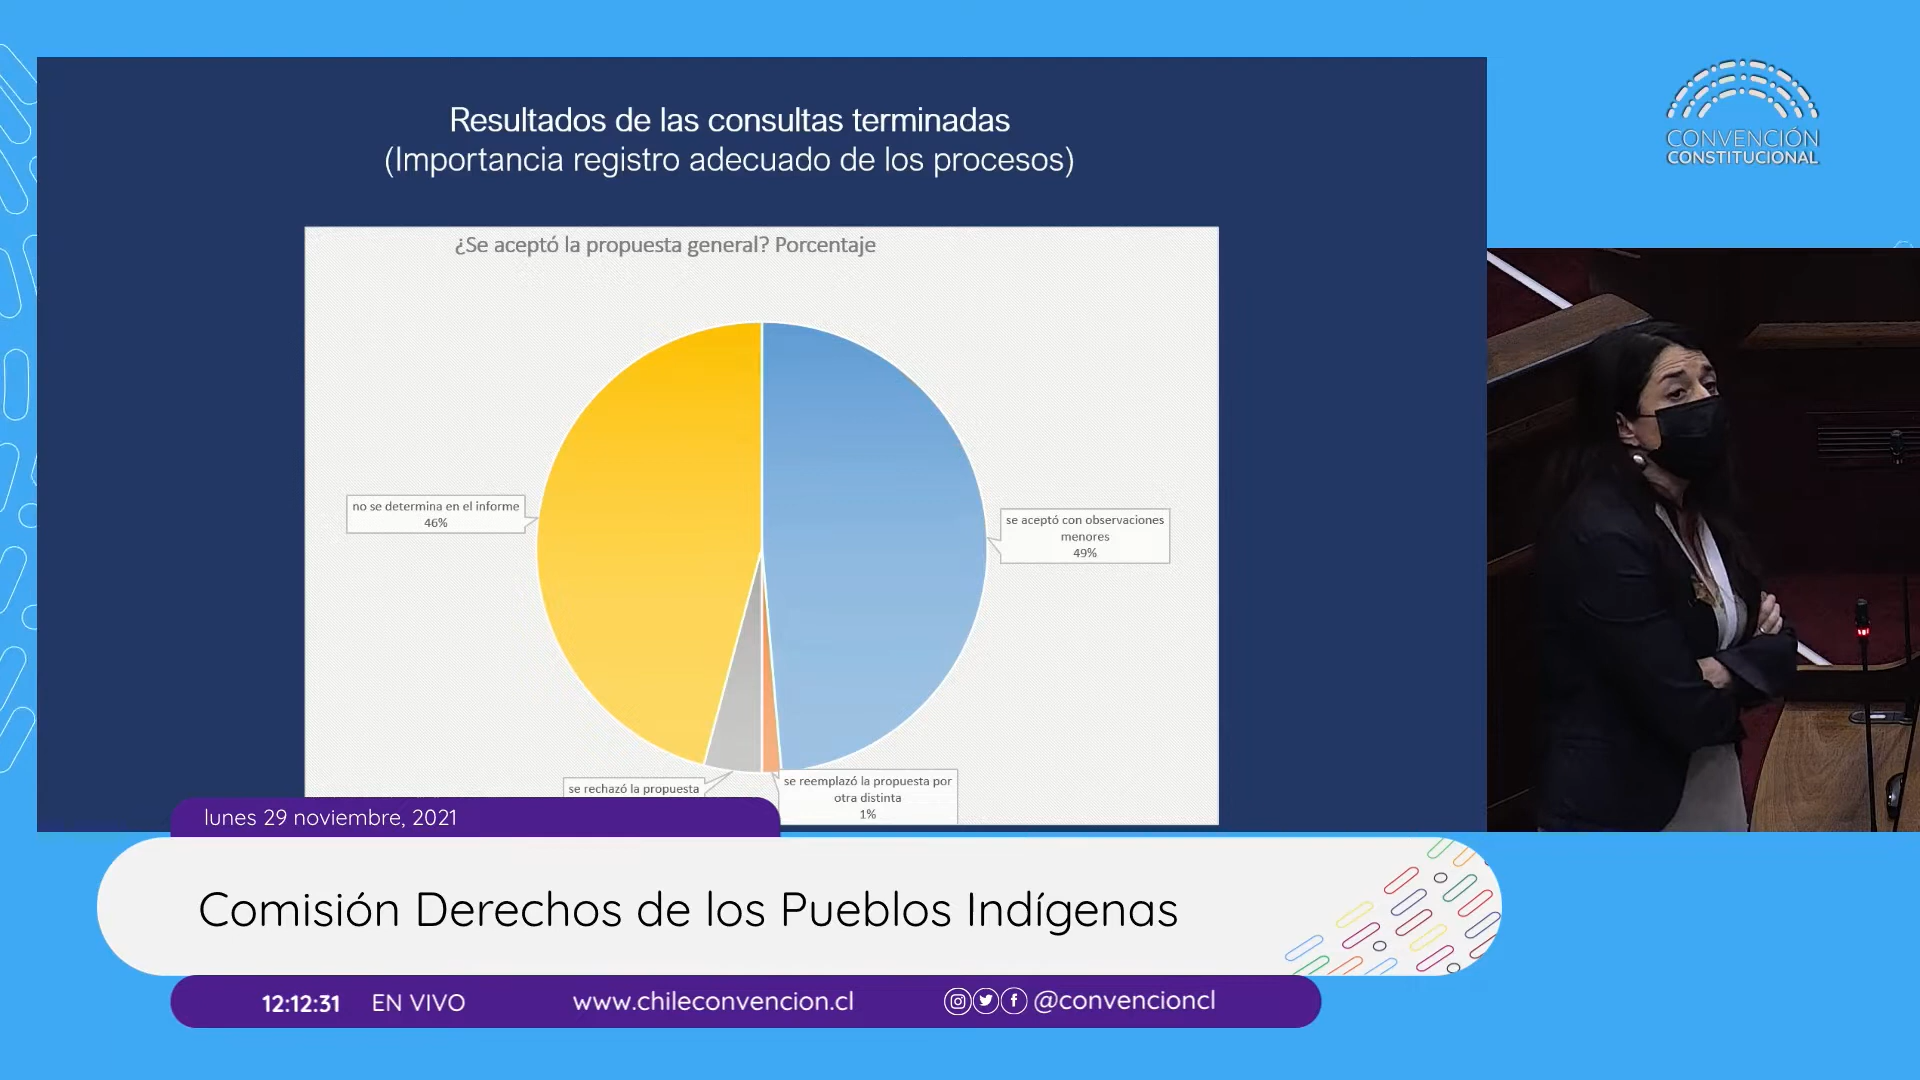 Resultados de las consultas terminadas
(Importancia registro adecuado de los procesos)
CONVENCIÓN
CONSTITUCIONAL
¿Se aceptó la propuesta general? Porcentaje
no se determina en el informe
46%
se aceptó con observaciones
menores
49%
se rechazó la propuesta
se reemplazó la propuesta por
otra distinta
1%
lunes 29 noviembre, 2021
Comisión Derechos de los Pueblos Indígenas
12:12:31 EN VIVO www.chileconvencion.cl @convencioncl